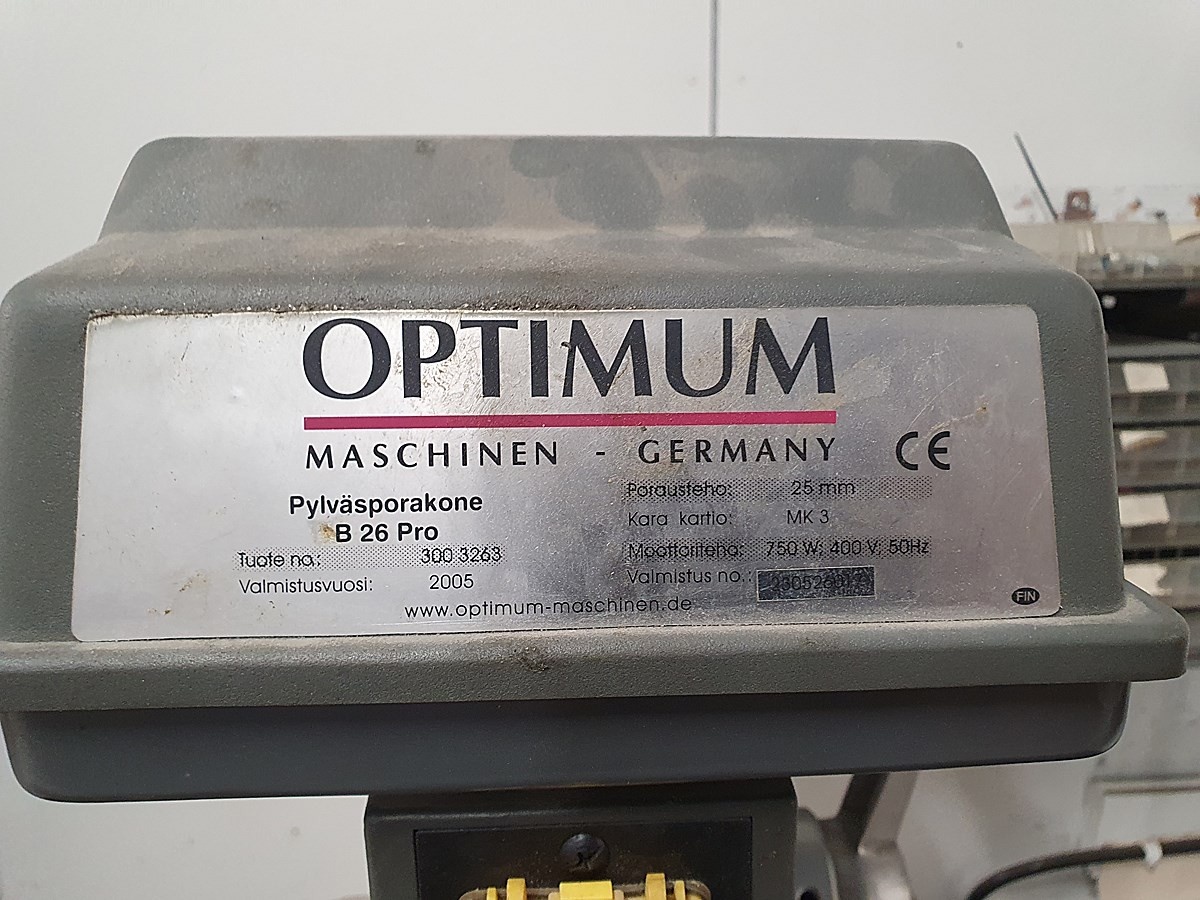 OPTIMUM
MASCHINEN - GERMANY
CE
Pylväsporakone
B 26 Pro
Tuote no.: 300 3263
Valmistusvuosi: 2005
Porausteho: 25 mm
Kara kartio: MK 3
Moottoriteho: 750 W; 400 V; 50Hz
Valmistus no.:
www.optimum-maschinen.de
FIN